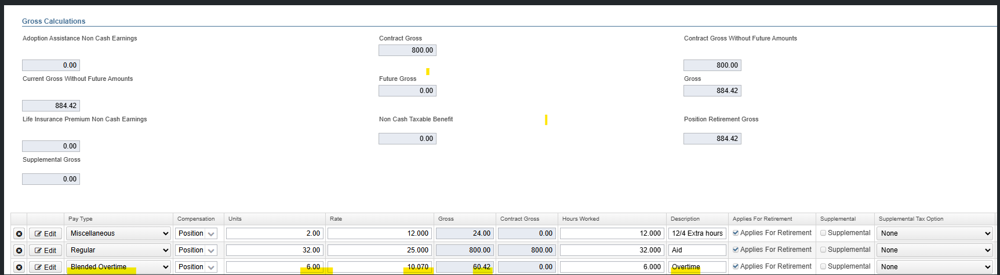 Gross Calculations
Adoption Assistance Non Cash Earnings
Contract Gross
Contract Gross Without Future Amounts
800.00
0.00
800.00
Current Gross Without Future Amounts
Future Gross
Gross
0.00
884.42
884.42
Life Insurance Premium Non Cash Earnings
Non Cash Taxable Benefit
Position Retirement Gross
0.00
884.42
0.00
Supplemental Gross
0.00
Pay Type Compensation Units Rate Gross Contract Gross Hours Worked Description Applies For Retirement Supplemental Supplemental Tax Option
Edit Miscellaneous Position 2.00 12.000 24.00 0.00 12.000 12/4 Extra hours Applies For Retirement Supplemental None
Edit Regular Position 32.00 25.000 800.00 800.00 32.000 Aid Applies For Retirement Supplemental None
Edit Blended Overtime Position 6.00 10.070 60.42 0.00 6.000 Overtime Applies For Retirement Supplemental None